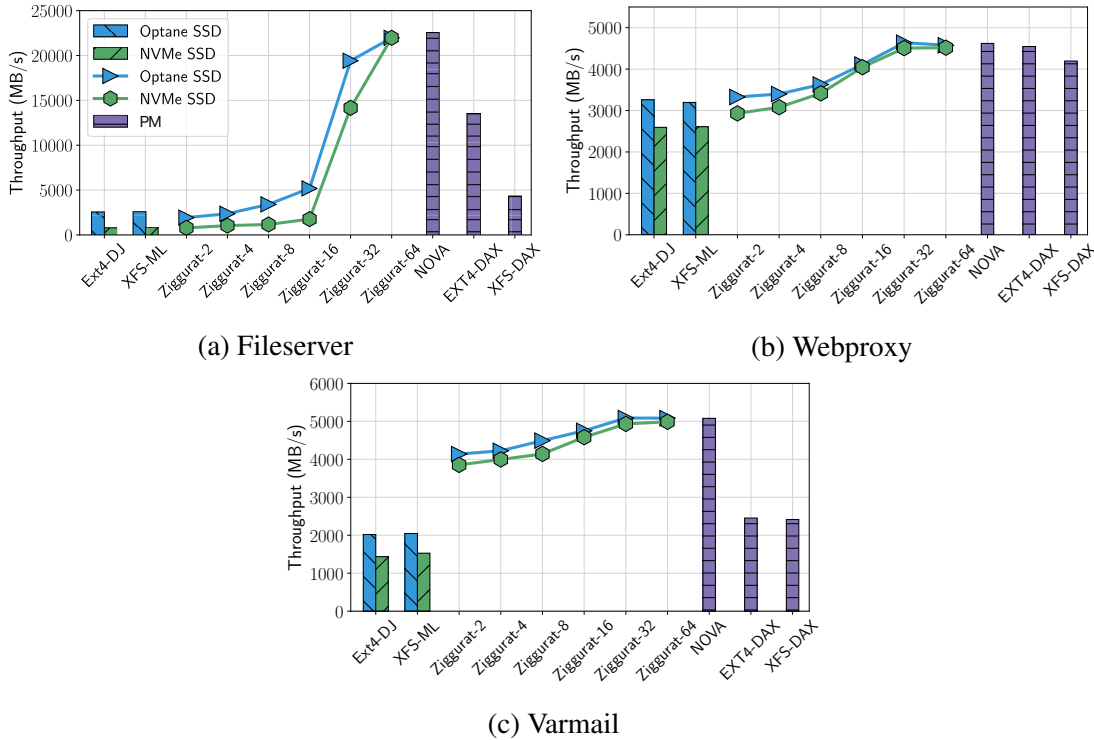 Throughput (MB/s)
25000
22500
20000
17500
15000
12500
10000
5000
0
Optane SSD
NVMe SSD
Optane SSD
NVMe SSD
PM
Ext4-DJ
XFS-ML
Ziggurat-2
Ziggurat-4
Ziggurat-8
Ziggurat-16
Ziggurat-32
Ziggurat-64
NOVA
EXT4-DAX
XFS-DAX
(a) Fileserver
Throughput (MB/s)
5000
4000
3000
2000
1000
0
Ext4-DJ
XFS-ML
Ziggurat-2
Ziggurat-4
Ziggurat-8
Ziggurat-16
Ziggurat-32
Ziggurat-64
NOVA
EXT4-DAX
XFS-DAX
(b) Webproxy
Throughput (MB/s)
6000
5000
4000
3000
2000
1000
0
Ext4-DJ
XFS-ML
Ziggurat-2
Ziggurat-4
Ziggurat-8
Ziggurat-16
Ziggurat-32
Ziggurat-64
NOVA
EXT4-DAX
XFS-DAX
(c) Varmail